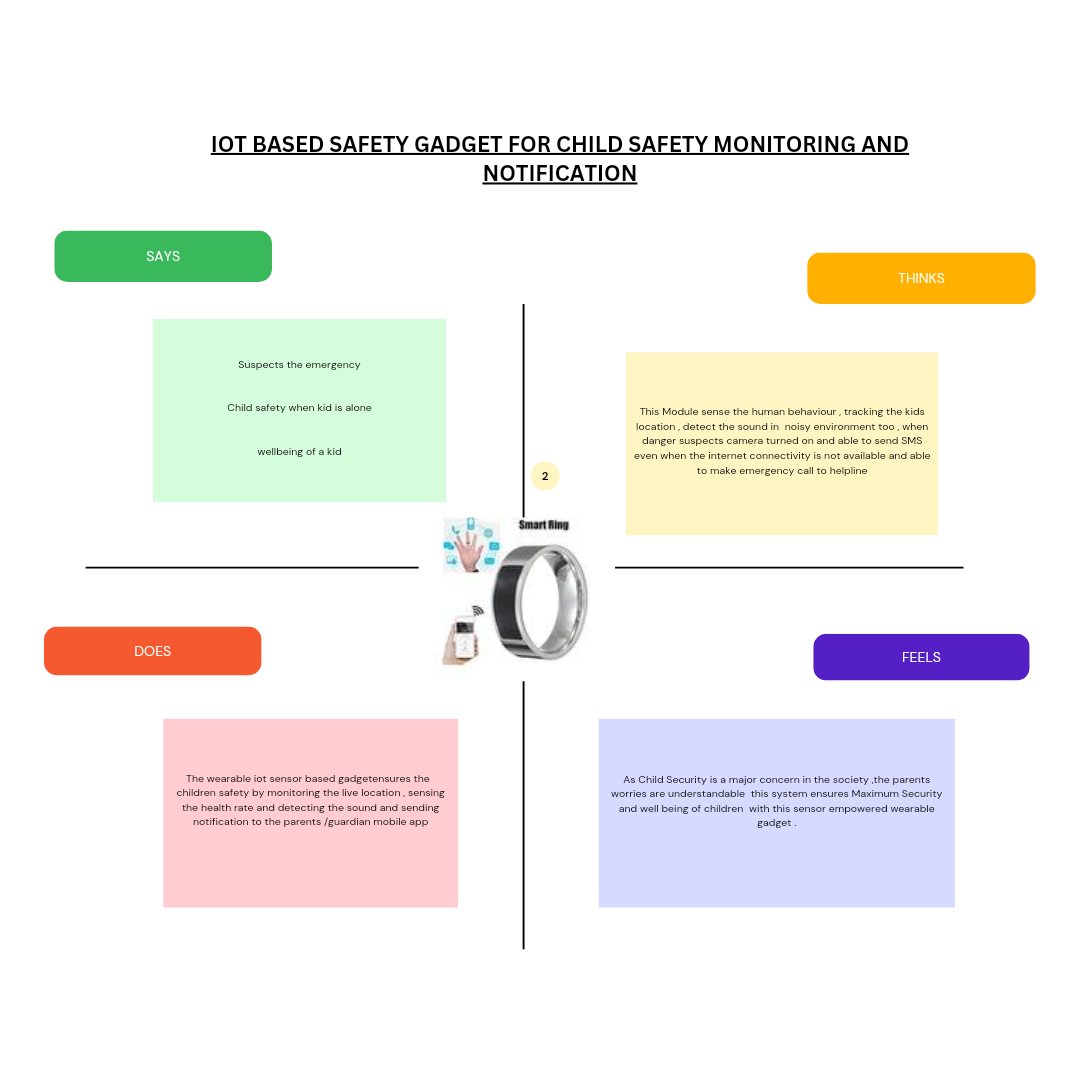 IOT BASED SAFETY GADGET FOR CHILD SAFETY MONITORING AND
NOTIFICATION
SAYS
THINKS
Suspects the emergency
Child safety when kid is alone
wellbeing of a kid
This Module sense the human behaviour , tracking the kids
location , detect the sound in noisy environment too , when
danger suspects camera turned on and able to send SMS
even when the internet connectivity is not available and able
to make emergency call to helpline
2
Smart Ring
DOES
FEELS
The wearable iot sensor based gadgetensures the
children safety by monitoring the live location , sensing
the health rate and detecting the sound and sending
notification to the parents /guardian mobile app
As Child Security is a major concern in the society ,the parents
worries are understandable this system ensures Maximum Security
and well being of children with this sensor empowered wearable
gadget .